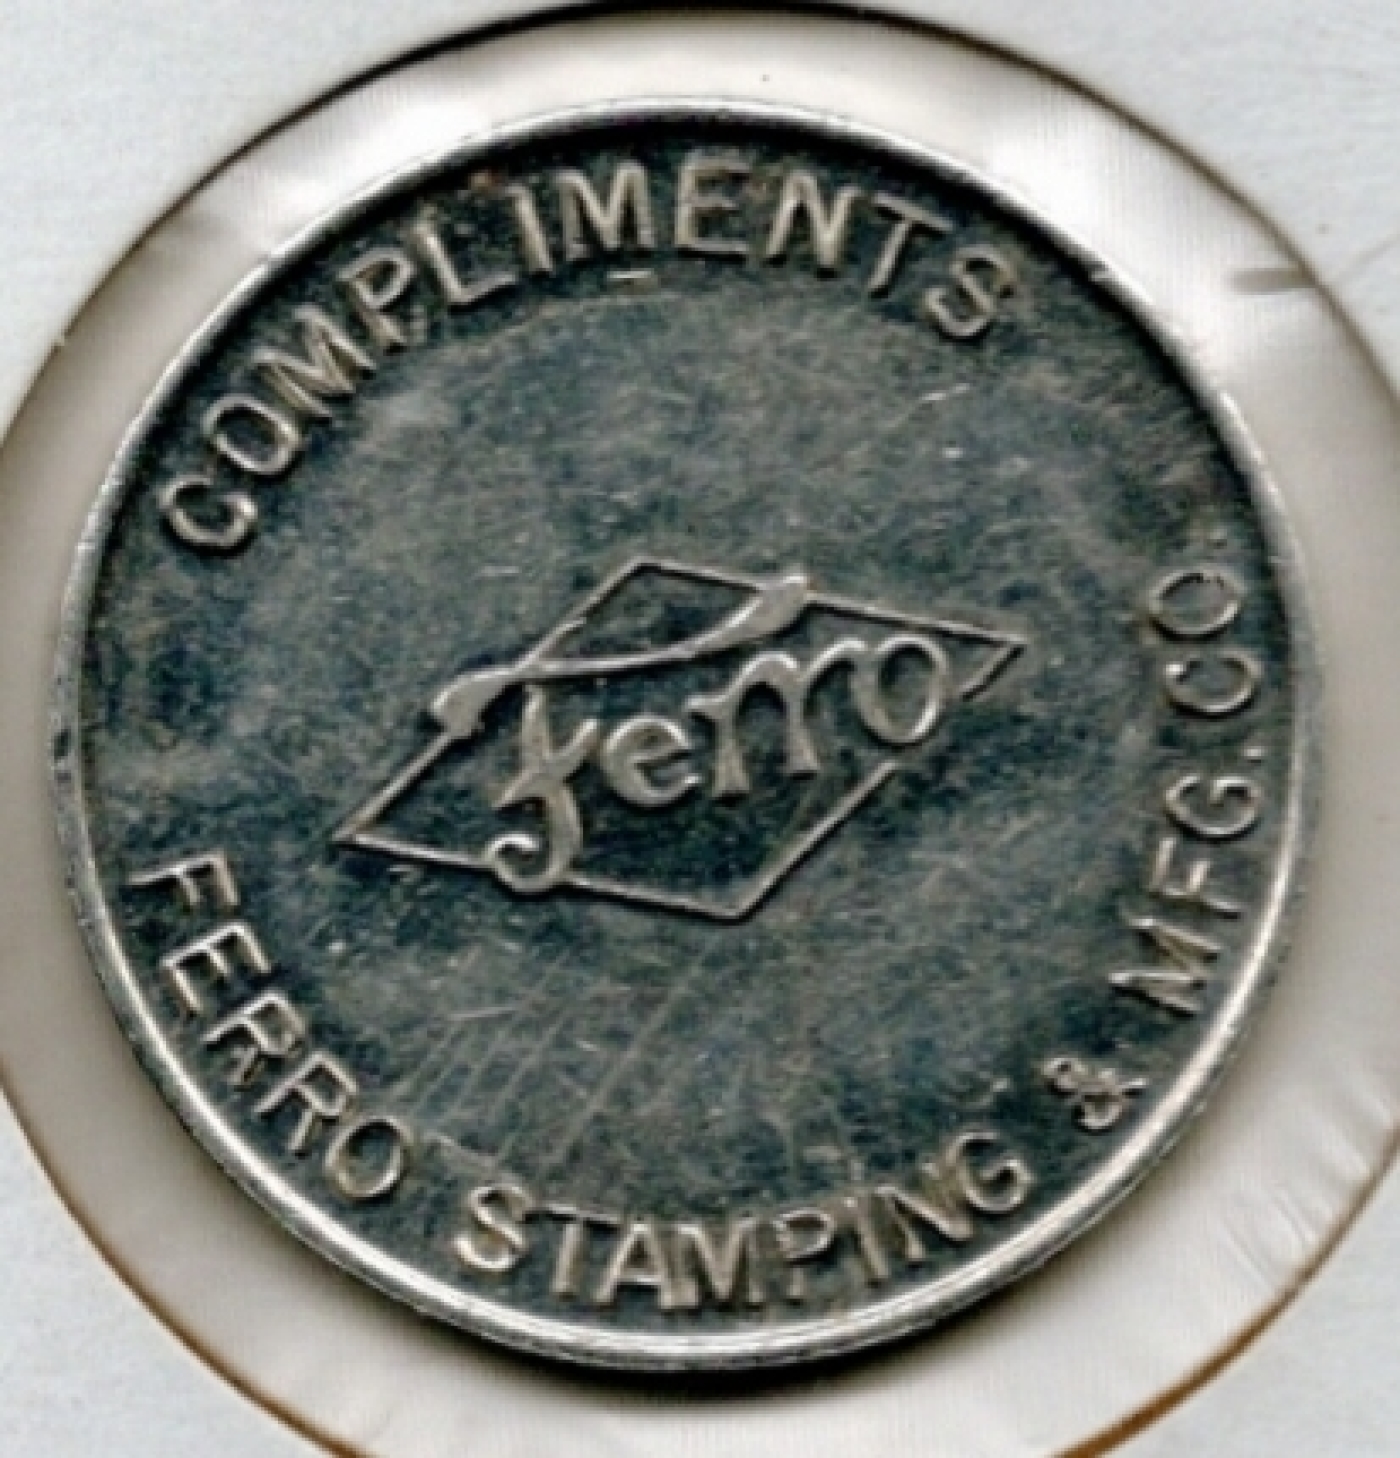 COMPLIMENTS
Ferro
FERRO STAMPING & MFG.CO.